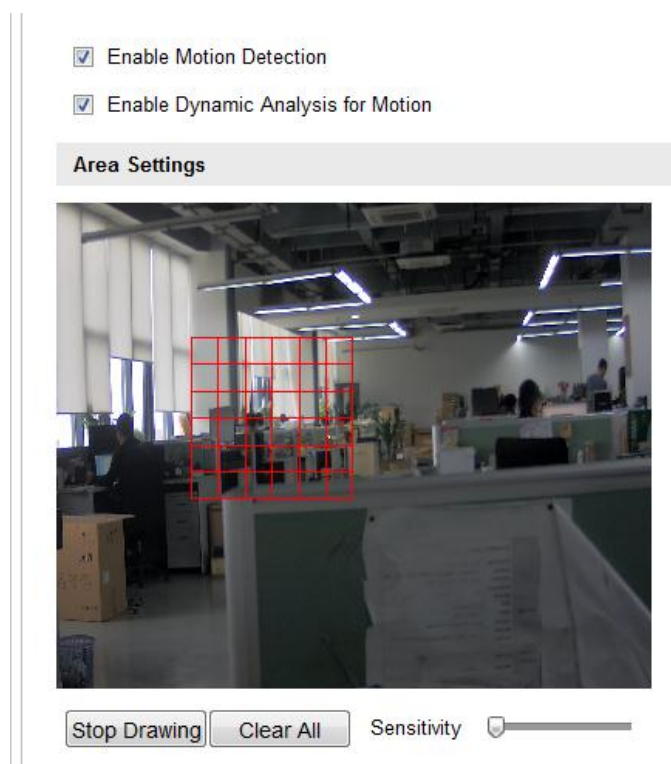 Enable Motion Detection
Enable Dynamic Analysis for Motion
Area Settings
Stop Drawing Clear All Sensitivity